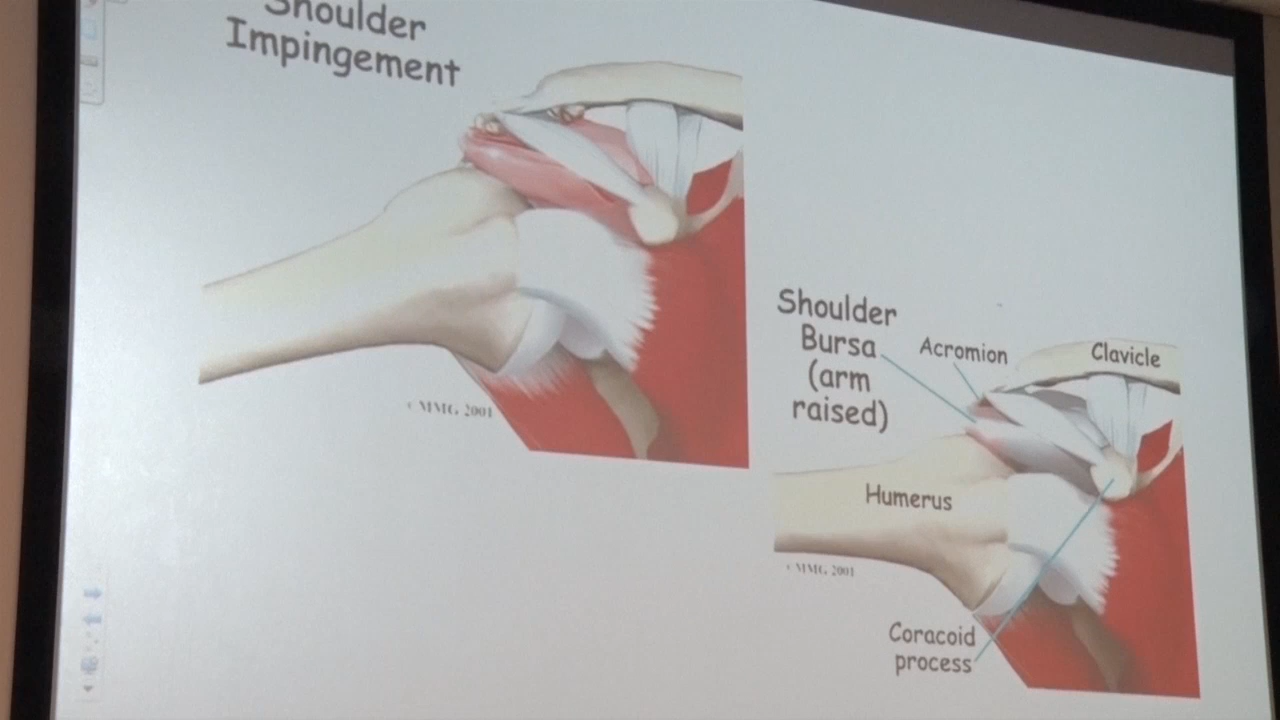 Shoulder
Impingement
© MMG 2001
Shoulder
Bursa
(arm
raised)
Acromion
Clavicle
Humerus
© MMG 2001
Coracoid
process